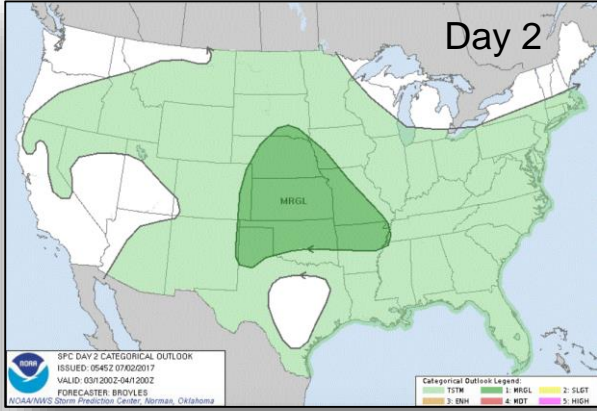 Day 2
MRGL
NOAA
SPC DAY 2 CATEGORICAL OUTLOOK
ISSUED: 0545Z 07/02/2017
VALID: 03/1200Z-04/1200Z
FORECASTER: BROYLES
NOAA/NWS Storm Prediction Center, Norman, Oklahoma
Categorical Outlook Legend:
TSTM 1: MRGL 2: SLGT
3: ENH 4: MDT 5: HIGH